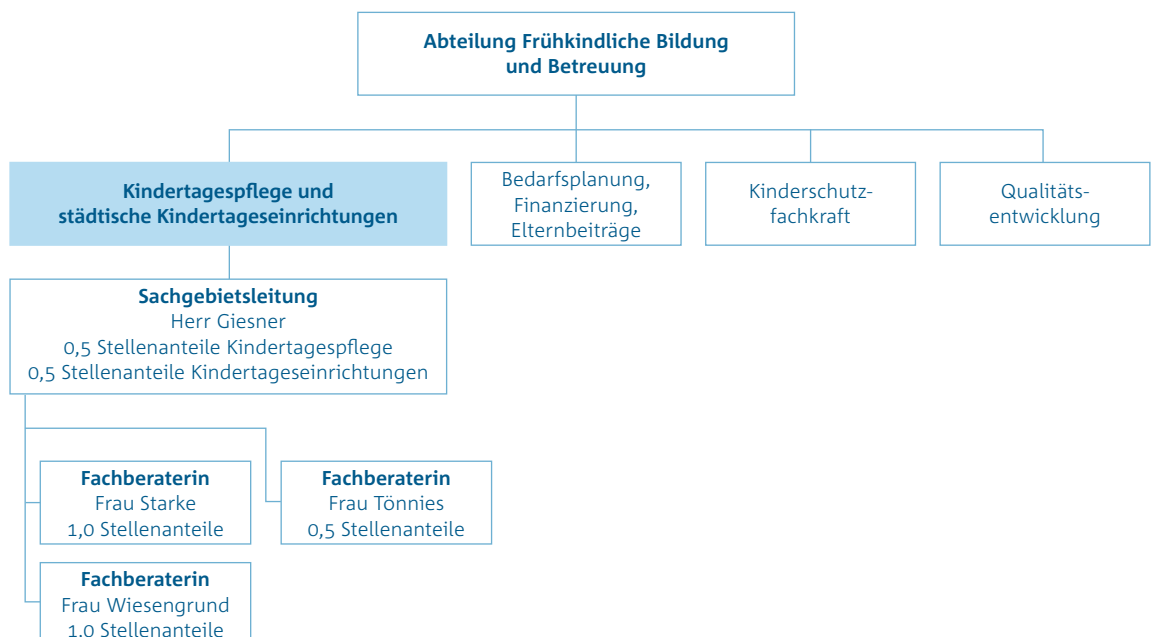 Abteilung Frühkindliche Bildung
und Betreuung
Kindertagespflege und
städtische Kindertageseinrichtungen
Bedarfsplanung,
Finanzierung,
Elternbeiträge
Kinderschutz-
fachkraft
Qualitäts-
entwicklung
Sachgebietsleitung
Herr Giesner
0,5 Stellenanteile Kindertagespflege
0,5 Stellenanteile Kindertageseinrichtungen
Fachberaterin
Frau Starke
1,0 Stellenanteile
Fachberaterin
Frau Tönnies
0,5 Stellenanteile
Fachberaterin
Frau Wiesengrund
1,0 Stellenanteile